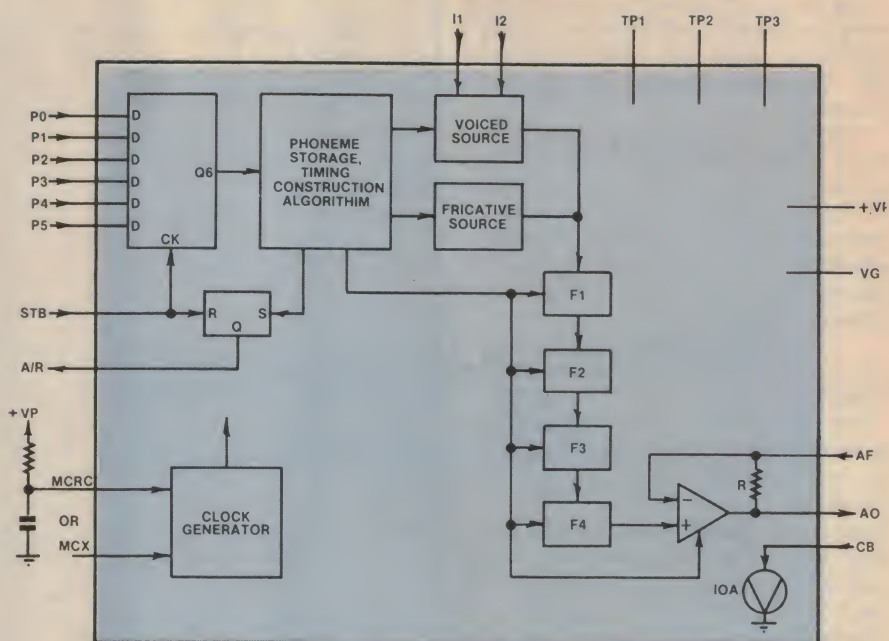 I1 I2 TP1 TP2 TP3
P0 D
P1 D
P2 D
P3 D
P4 D
P5 D
Q6
CK
PHONEME
STORAGE,
TIMING
CONSTRUCTION
ALGORITHIM
VOICED
SOURCE
FRICATIVE
SOURCE
+VP
VG
STB
R S
Q
A/R
F1
F2
F3
F4
+VP
MCRC
OR
MCX
CLOCK
GENERATOR
AF
R
−
+
AO
CB
IOA